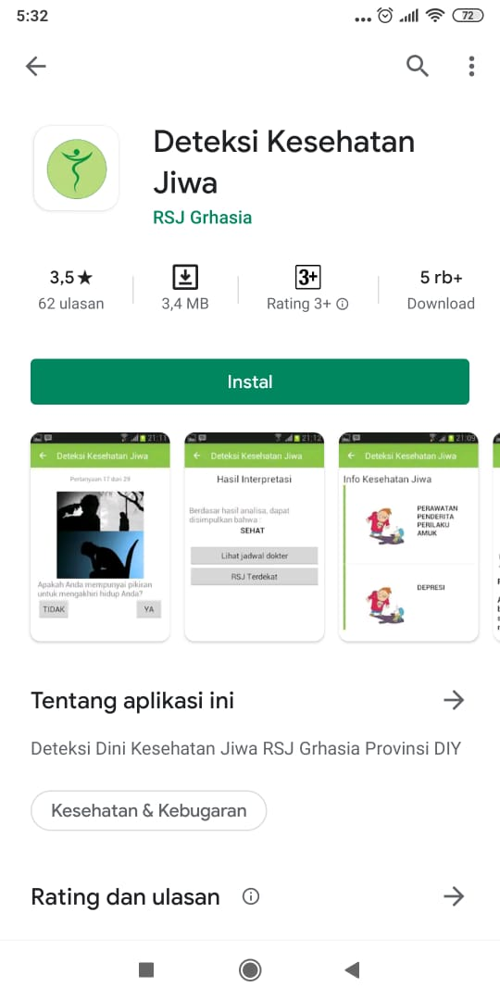 5:32
72
Deteksi Kesehatan
Jiwa
RSJ Grhasia
3,5★
62 ulasan
3,4 MB
3+
Rating 3+
5 rb+
Download
Instal
21:11
Deteksi Kesehatan Jiwa
Pertanyaan 17 dari 29
Apakah Anda mempunyai pikiran
untuk mengakhiri hidup Anda?
TIDAK
YA
21:12
Deteksi Kesehatan Jiwa
Hasil Interpretasi
Berdasar hasil analisa, dapat
disimpulkan bahwa :
SEHAT
Lihat jadwal dokter
RSJ Terdekat
21:09
Deteksi Kesehatan Jiwa
Info Kesehatan Jiwa
PERAWATAN
PENDERITA
PERILAKU
AMUK
DEPRESI
Tentang aplikasi ini
Deteksi Dini Kesehatan Jiwa RSJ Grhasia Provinsi DIY
Kesehatan & Kebugaran
Rating dan ulasan